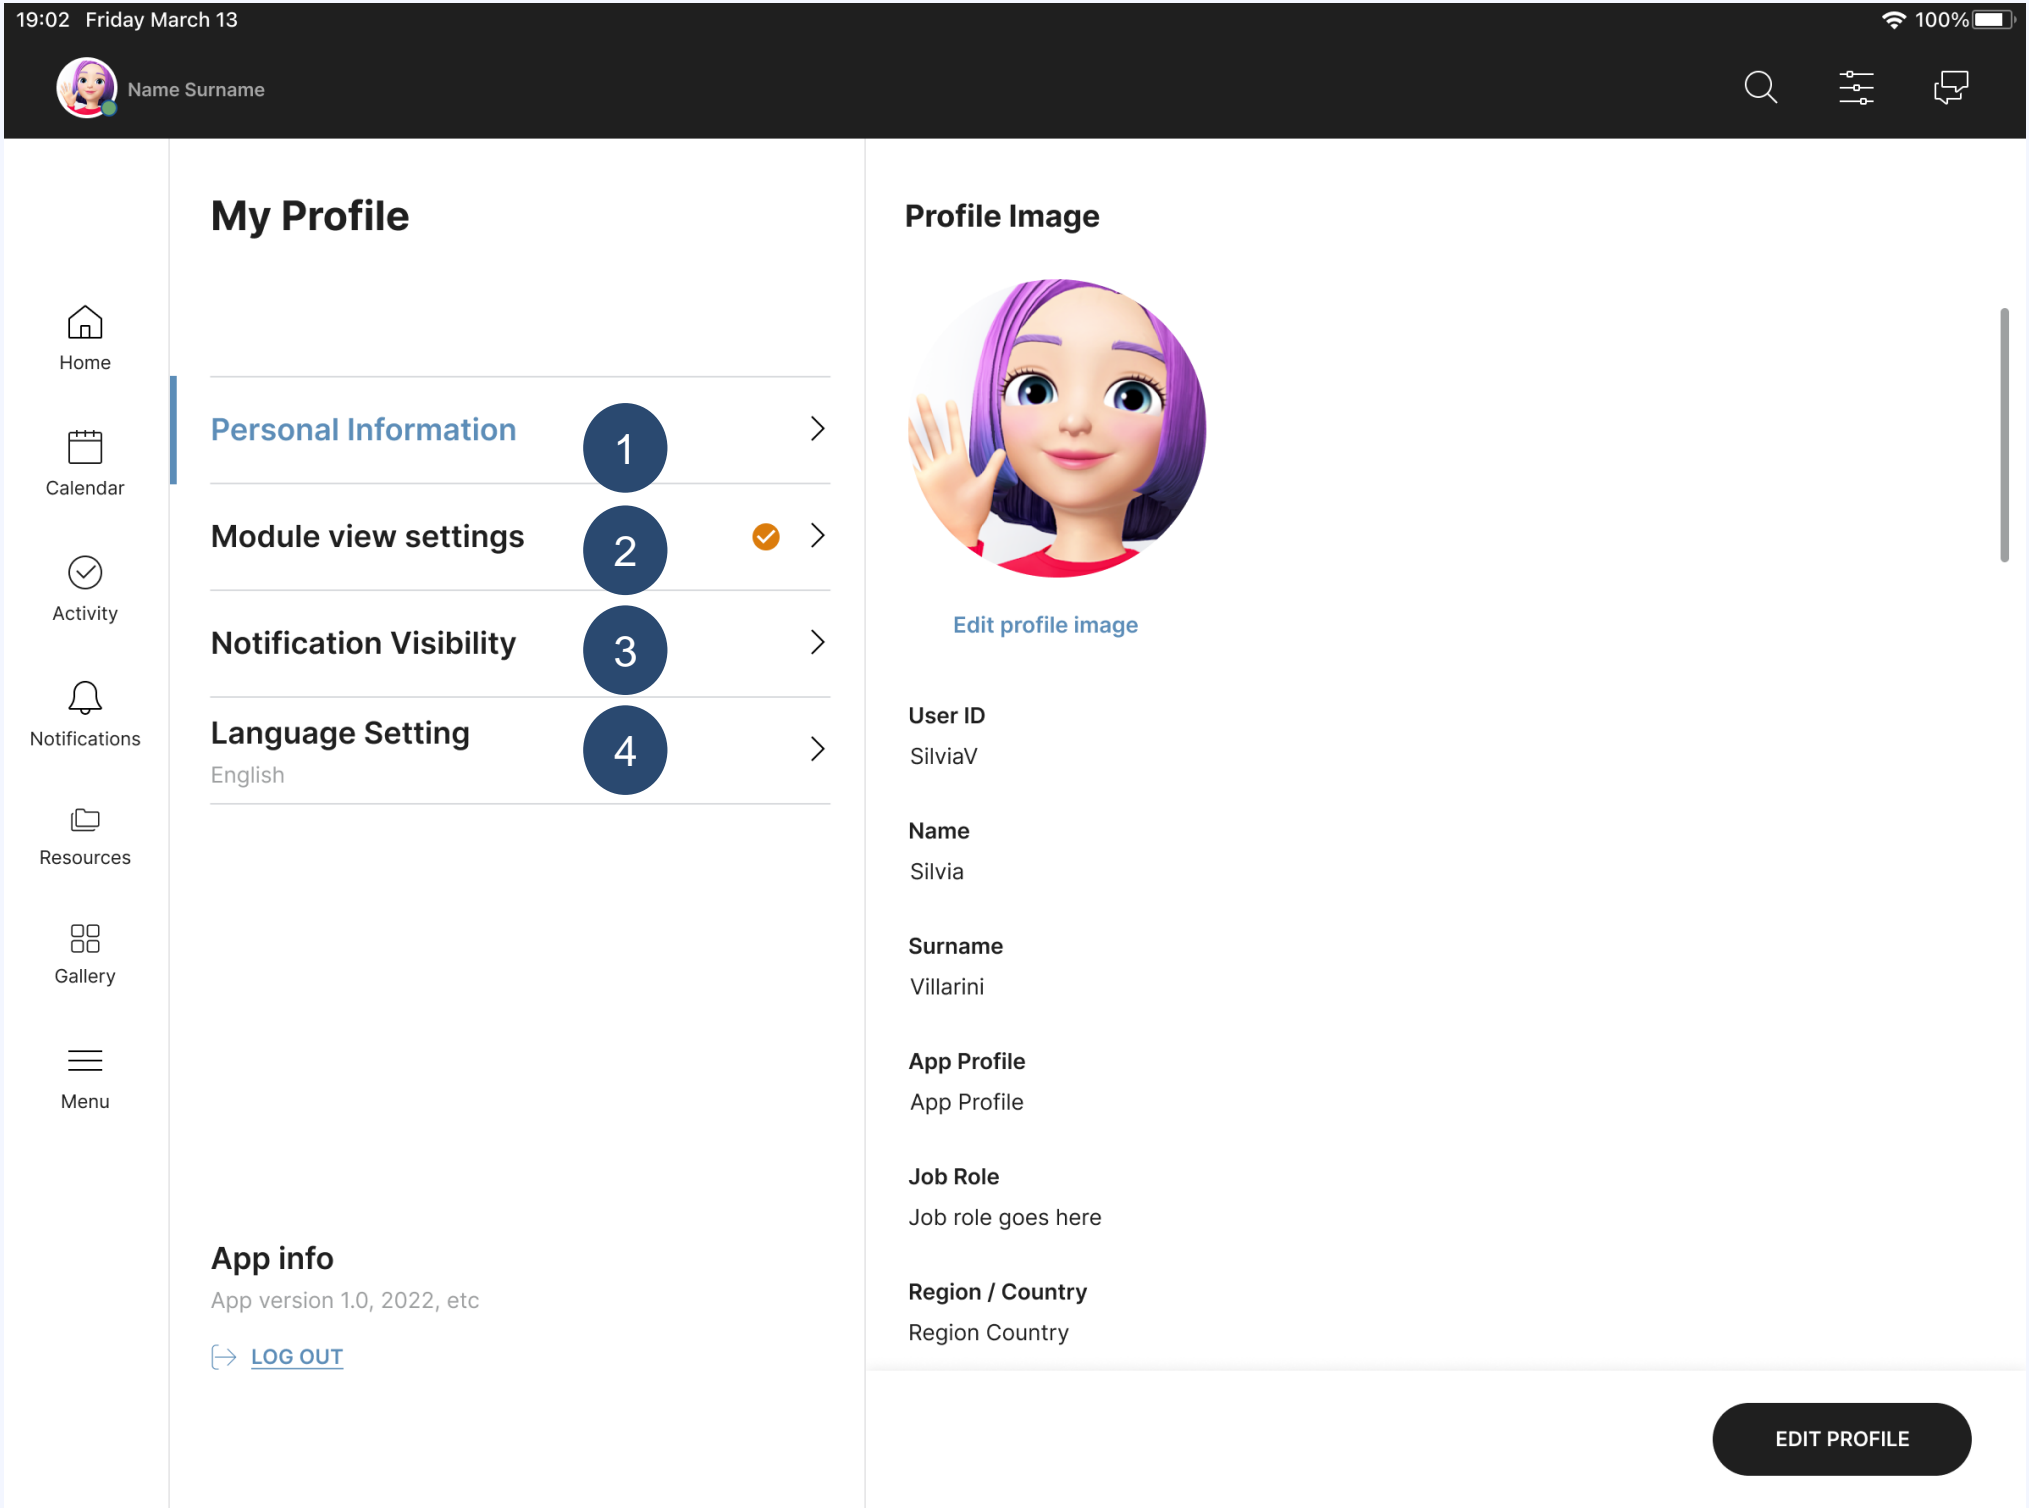 19:02 Friday March 13
100%
Name Surname
Home
Calendar
Activity
Notifications
Resources
Gallery
Menu
My Profile
Personal Information
1
Module view settings
2
Notification Visibility
3
Language Setting
English
4
App info
App version 1.0, 2022, etc
LOG OUT
Profile Image
Edit profile image
User ID
SilviaV
Name
Silvia
Surname
Villarini
App Profile
App Profile
Job Role
Job role goes here
Region / Country
Region Country
EDIT PROFILE